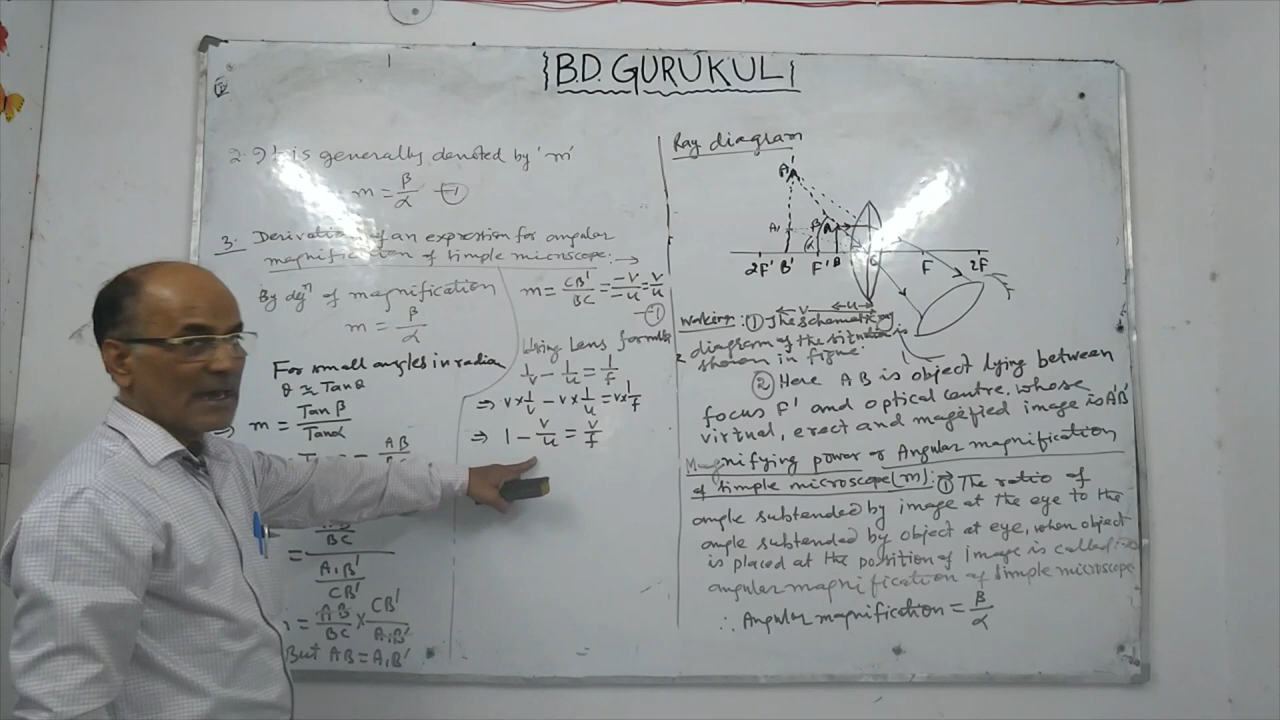 B.D. GURUKUL
2. It is generally denoted by 'm'
m = β/α —①
3. Derivation of an expression for angular
magnification of simple microscope: →
By defⁿ of magnification
m = β/α
For small angles in radian
θ ≃ Tanθ
⇒ m = Tanβ/Tanα
= AB
AB/BC
= A₁B'/CB'
= AB/BC × CB'/A₁B'
But AB = A₁B'
m = CB'/BC = -v/-u = v/u
—①
Using Lens formula
1/v - 1/u = 1/f
⇒ v×1/v - v×1/u = v×1/f
⇒ 1 - v/u = v/f
Ray diagram
A'
A₁ β A
α
2F' B' F' B C F 2F
v u
Working: ① The schematic
diagram of the situation is
shown in figure.
② Here AB is object lying between
focus F' and optical centre, whose
virtual, erect and magnified image is A'B'
Magnifying power or Angular magnification
of simple microscope(m): → ① The ratio of
angle subtended by image at the eye to the
angle subtended by object at eye, when object
is placed at the position of image is called
angular magnification of simple microscope
∴ Angular magnification = β/α